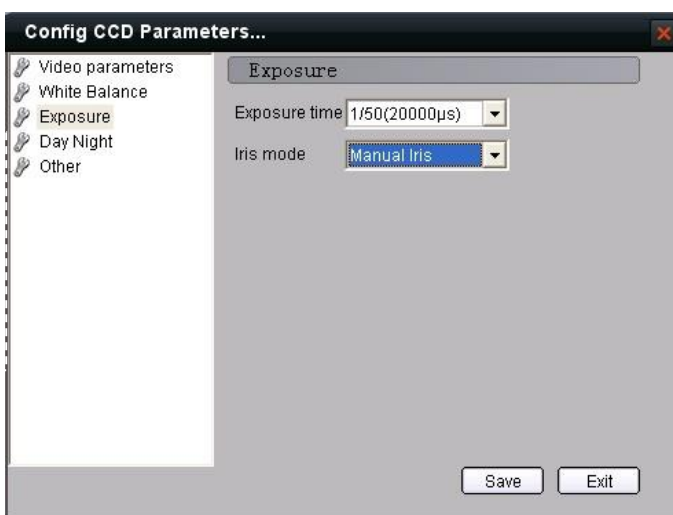 Config CCD Parameters...
Video parameters
White Balance
Exposure
Day Night
Other
Exposure
Exposure time 1/50(20000μs)
Iris mode Manual Iris
Save Exit